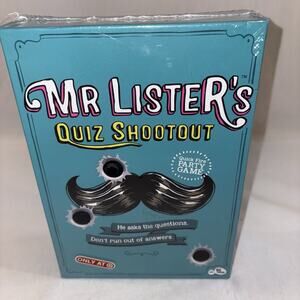 MR LISTER'S
QUIZ SHOOTOUT
Quick Fire
PARTY
GAME
He asks the questions.
Don't run out of answers.
ONLY AT